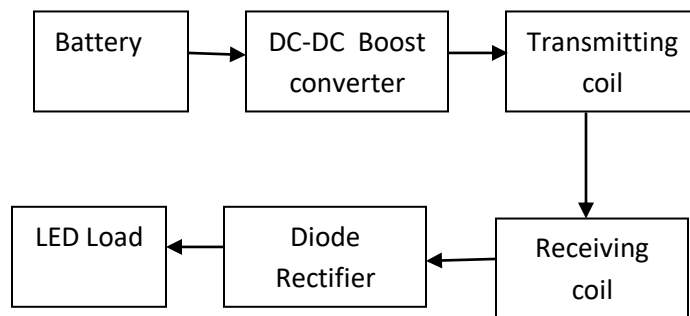 Battery
DC-DC Boost
converter
Transmitting
coil
LED Load
Diode
Rectifier
Receiving
coil